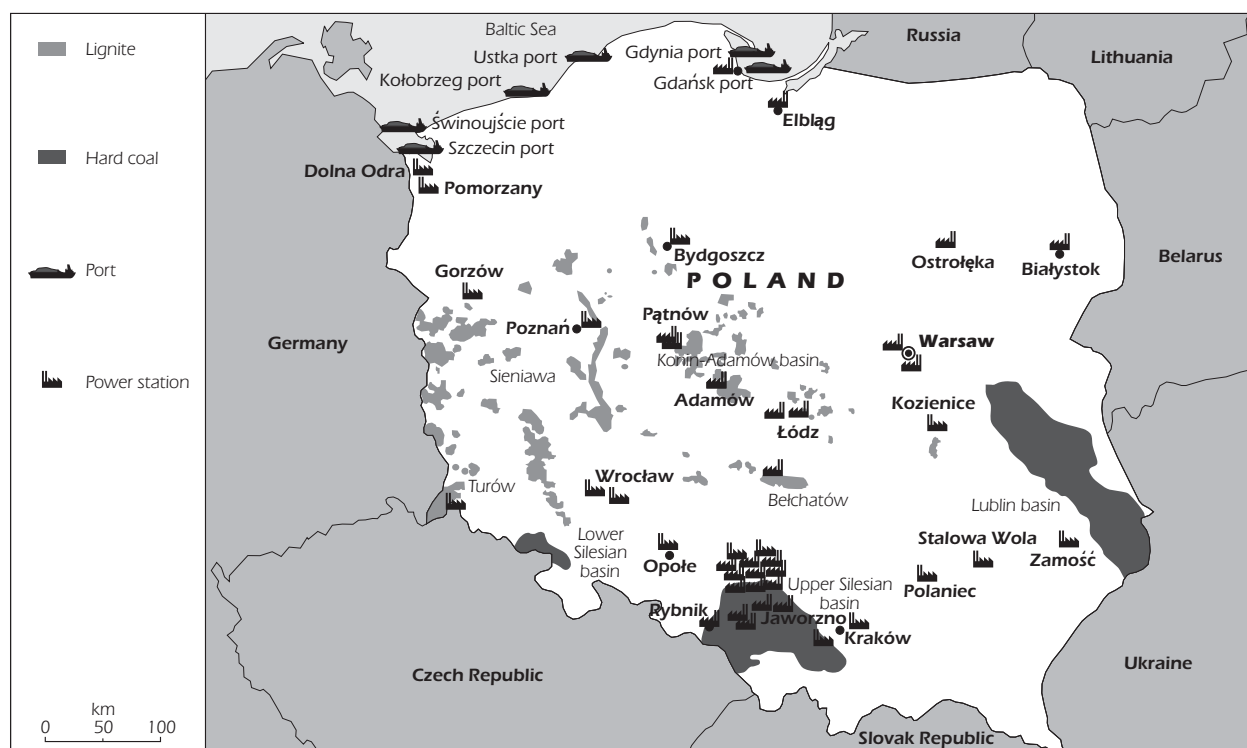 Lignite
Hard coal
Port
Power station
km
0 50 100
Baltic Sea
Ustka port
Gdynia port
Kołobrzeg port
Gdańsk port
Russia
Lithuania
Elbląg
Świnoujście port
Szczecin port
Dolna Odra
Pomorzany
Bydgoszcz
Ostrołęka
Białystok
Belarus
POLAND
Gorzów
Poznań
Pątnów
Germany
Warsaw
Konin-Adamów basin
Sieniawa
Adamów
Kozienice
Łódz
Wrocław
Turów
Bełchatów
Lublin basin
Lower
Silesian
basin
Stalowa Wola
Zamość
Opołe
Upper Silesian
basin
Polaniec
Rybnik
Jaworzno
Kraków
Czech Republic
Ukraine
Slovak Republic